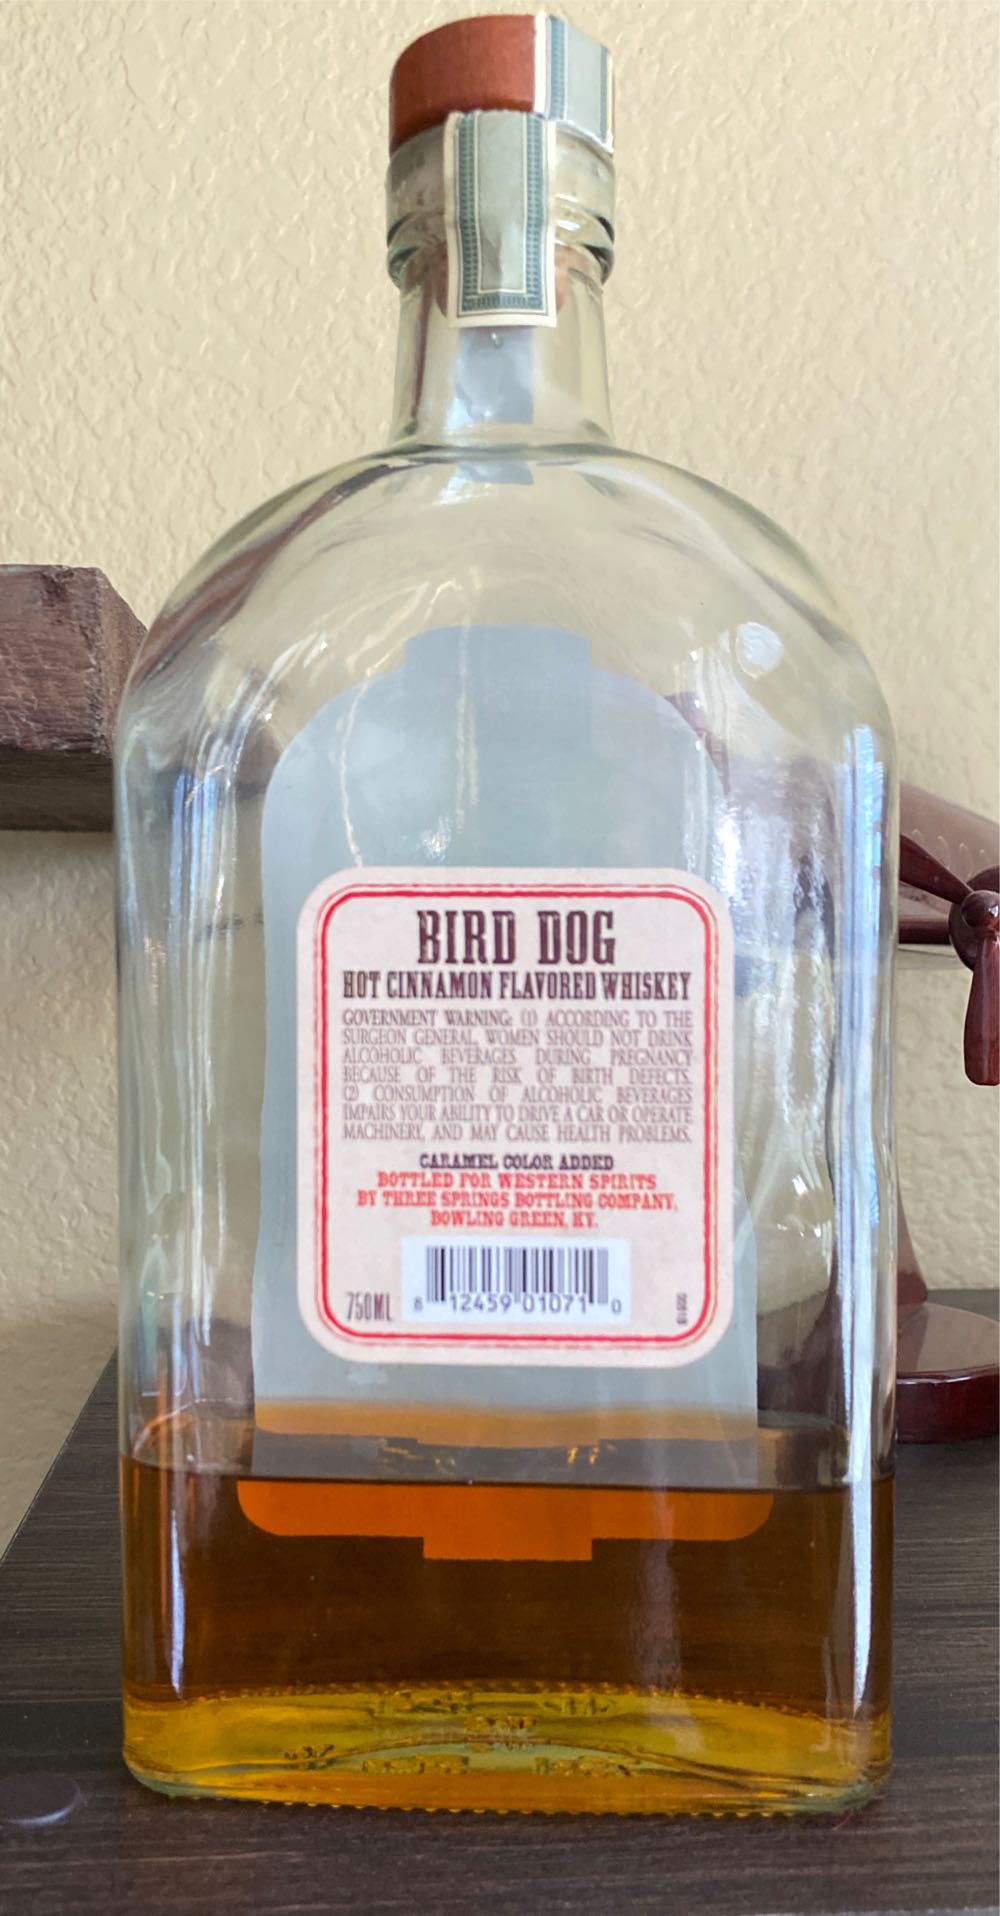 BIRD DOG
HOT CINNAMON FLAVORED WHISKEY
GOVERNMENT WARNING: (1) ACCORDING TO THE
SURGEON GENERAL, WOMEN SHOULD NOT DRINK
ALCOHOLIC BEVERAGES DURING PREGNANCY
BECAUSE OF THE RISK OF BIRTH DEFECTS.
(2) CONSUMPTION OF ALCOHOLIC BEVERAGES
IMPAIRS YOUR ABILITY TO DRIVE A CAR OR OPERATE
MACHINERY, AND MAY CAUSE HEALTH PROBLEMS.
CARAMEL COLOR ADDED
BOTTLED FOR WESTERN SPIRITS
BY THREE SPRINGS BOTTLING COMPANY,
BOWLING GREEN, KY.
750ML
8 12459 01071 0